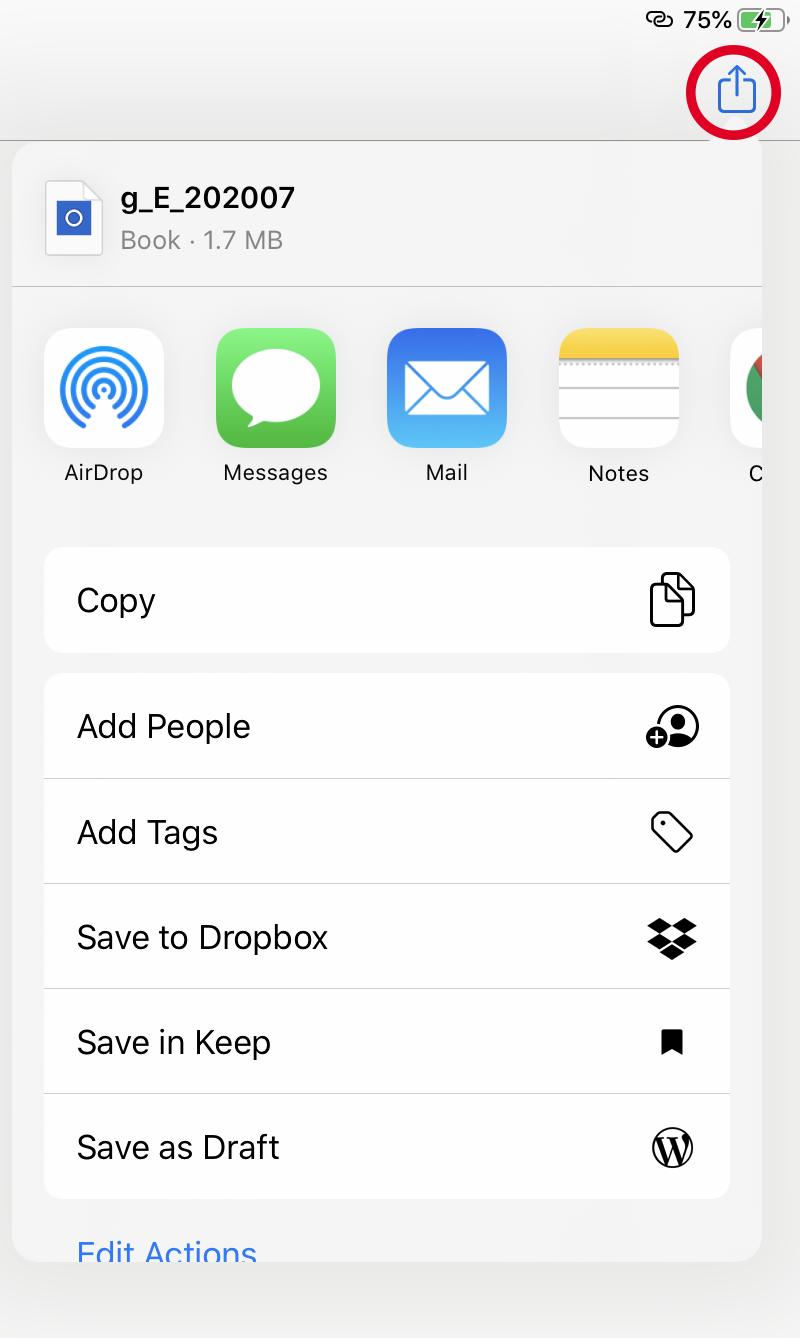 75%
g_E_202007
Book · 1.7 MB
AirDrop
Messages
Mail
Notes
C
Copy
Add People
Add Tags
Save to Dropbox
Save in Keep
Save as Draft
Edit Actions